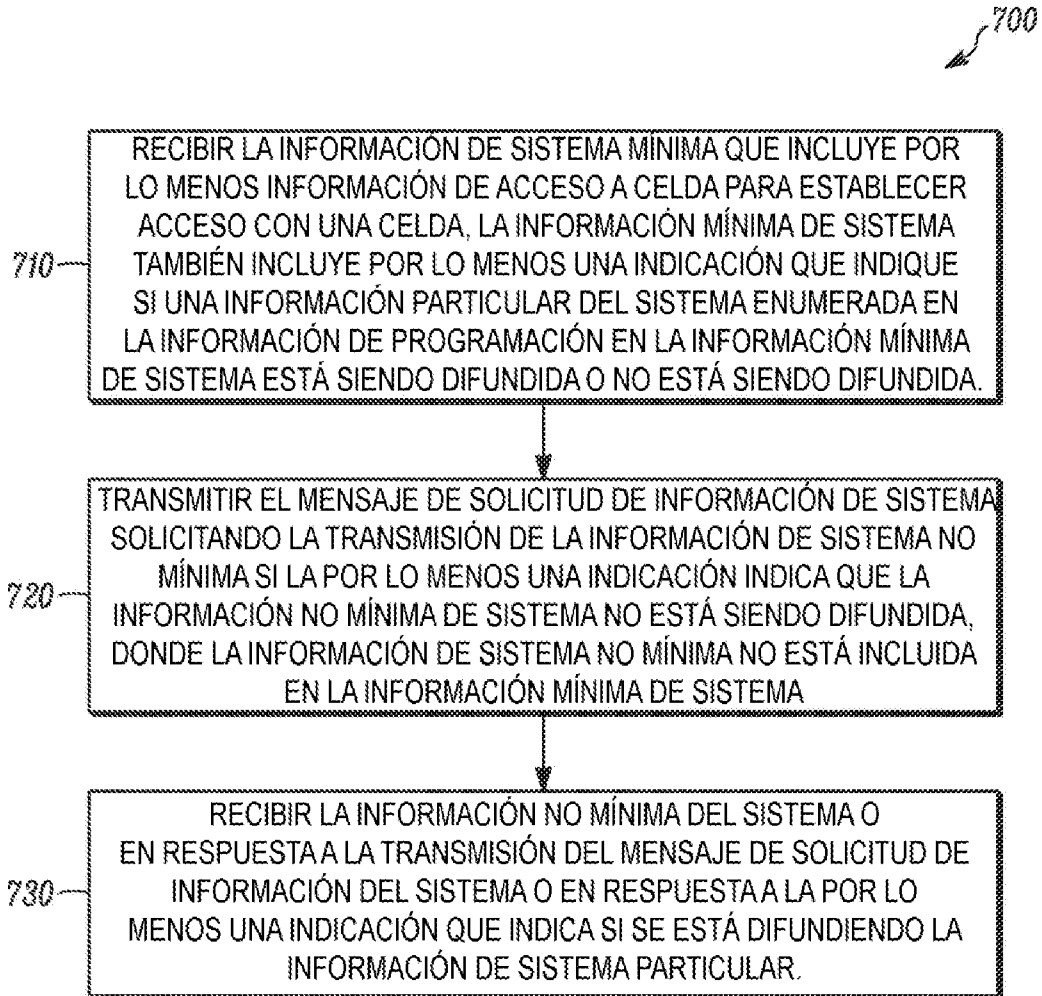 700
RECIBIR LA INFORMACIÓN DE SISTEMA MÍNIMA QUE INCLUYE POR
LO MENOS INFORMACIÓN DE ACCESO A CELDA PARA ESTABLECER
ACCESO CON UNA CELDA, LA INFORMACIÓN MÍNIMA DE SISTEMA
TAMBIÉN INCLUYE POR LO MENOS UNA INDICACIÓN QUE INDIQUE
SI UNA INFORMACIÓN PARTICULAR DEL SISTEMA ENUMERADA EN
LA INFORMACIÓN DE PROGRAMACIÓN EN LA INFORMACIÓN MÍNIMA
DE SISTEMA ESTÁ SIENDO DIFUNDIDA O NO ESTÁ SIENDO DIFUNDIDA.
710
TRANSMITIR EL MENSAJE DE SOLICITUD DE INFORMACIÓN DE SISTEMA
SOLICITANDO LA TRANSMISIÓN DE LA INFORMACIÓN DE SISTEMA NO
MÍNIMA SI LA POR LO MENOS UNA INDICACIÓN INDICA QUE LA
INFORMACIÓN NO MÍNIMA DE SISTEMA NO ESTÁ SIENDO DIFUNDIDA,
DONDE LA INFORMACIÓN DE SISTEMA NO MÍNIMA NO ESTÁ INCLUIDA
EN LA INFORMACIÓN MÍNIMA DE SISTEMA
720
RECIBIR LA INFORMACIÓN NO MÍNIMA DEL SISTEMA O
EN RESPUESTA A LA TRANSMISIÓN DEL MENSAJE DE SOLICITUD DE
INFORMACIÓN DEL SISTEMA O EN RESPUESTA A LA POR LO
MENOS UNA INDICACIÓN QUE INDICA SI SE ESTÁ DIFUNDIENDO LA
INFORMACIÓN DE SISTEMA PARTICULAR.
730